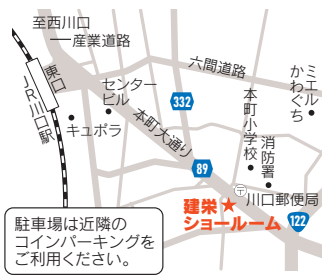 至西川口
産業道路
東口
JR川口駅
センター
ビル
キュポラ
本町大通り
六間道路
332
ミエル
かわぐち
本町小学校
消防署
89
〒
川口郵便局
建栄★
ショールーム
122
駐車場は近隣の
コインパーキングを
ご利用ください。